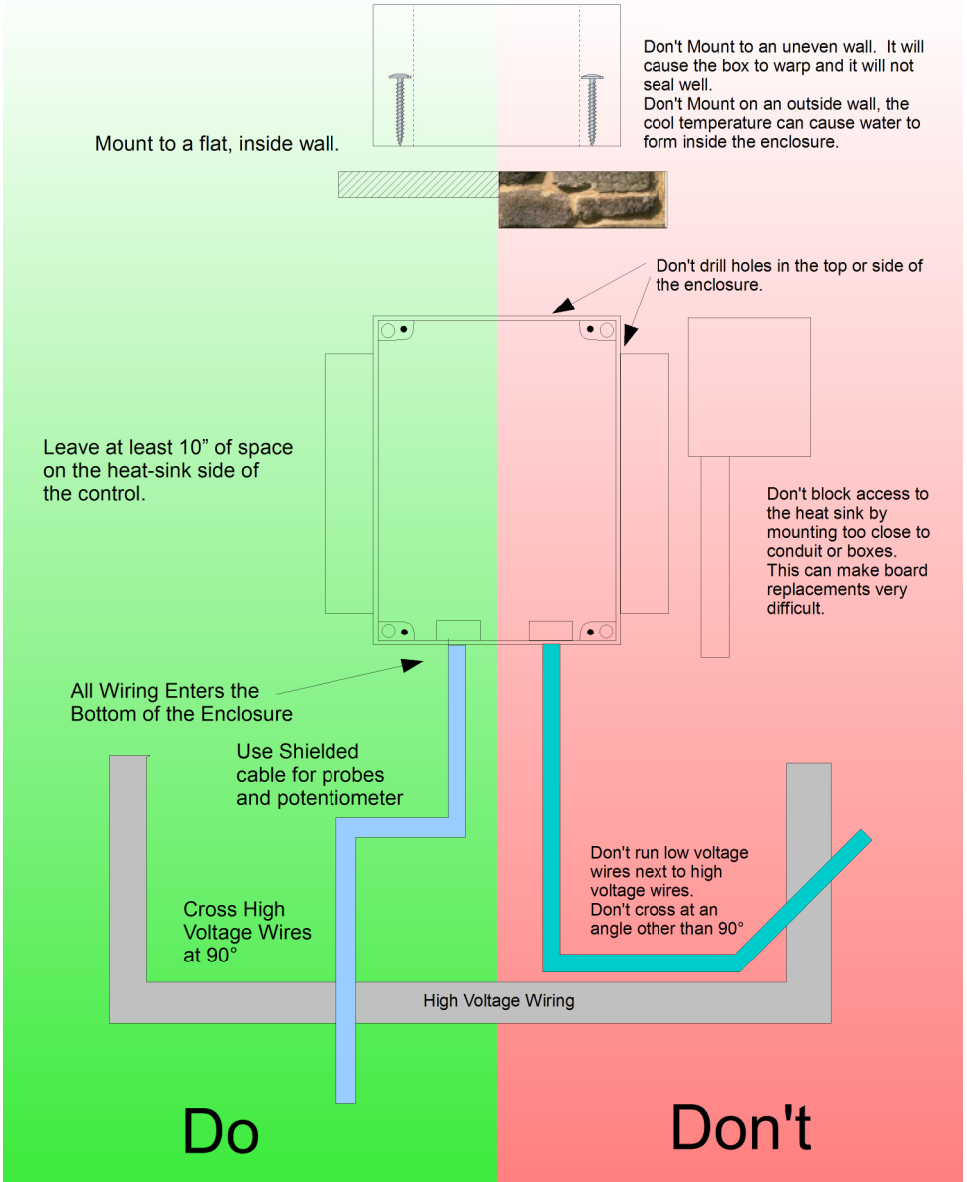 Don't Mount to an uneven wall.  It will
cause the box to warp and it will not
seal well.
Don't Mount on an outside wall, the
cool temperature can cause water to
form inside the enclosure.
Mount to a flat, inside wall.
Don't drill holes in the top or side of
the enclosure.
Leave at least 10” of space
on the heat-sink side of
the control.
Don't block access to
the heat sink by
mounting too close to
conduit or boxes.
This can make board
replacements very
difficult.
All Wiring Enters the
Bottom of the Enclosure
Use Shielded
cable for probes
and potentiometer
Don't run low voltage
wires next to high
voltage wires.
Don't cross at an
angle other than 90°
Cross High
Voltage Wires
at 90°
High Voltage Wiring
Do
Don't